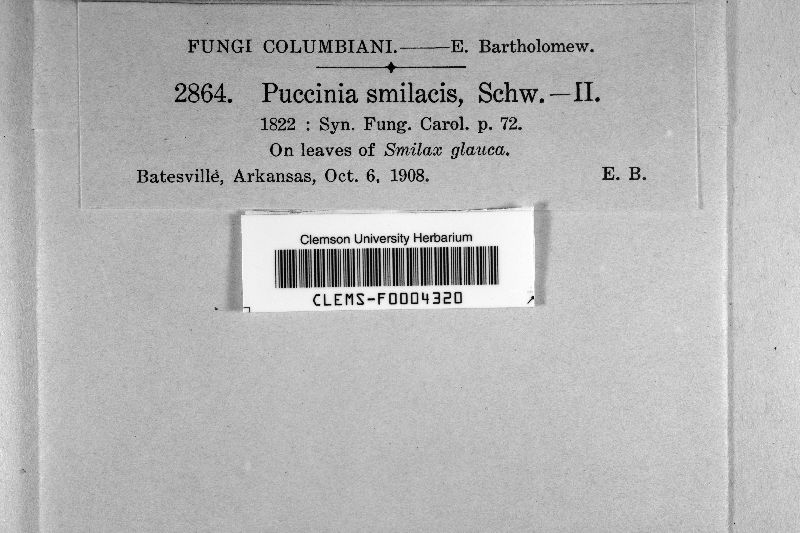 FUNGI COLUMBIANI.——E. Bartholomew.
2864. Puccinia smilacis, Schw.—II.
1822 : Syn. Fung. Carol. p. 72.
On leaves of Smilax glauca.
Batesville, Arkansas, Oct. 6, 1908. E. B.
Clemson University Herbarium
CLEMS-F0004320